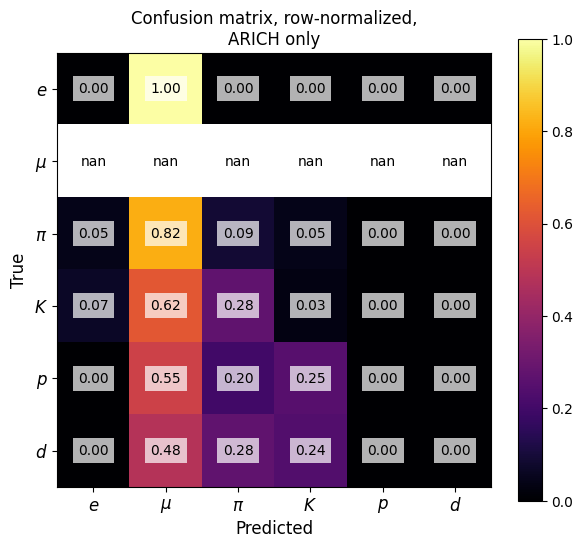 Confusion matrix, row-normalized,
ARICH only
1.0
e 0.00 1.00 0.00 0.00 0.00 0.00
0.8
μ nan nan nan nan nan nan
0.6
π 0.05 0.82 0.09 0.05 0.00 0.00
True
K 0.07 0.62 0.28 0.03 0.00 0.00
0.4
p 0.00 0.55 0.20 0.25 0.00 0.00
0.2
d 0.00 0.48 0.28 0.24 0.00 0.00
0.0
e μ π K p d
Predicted